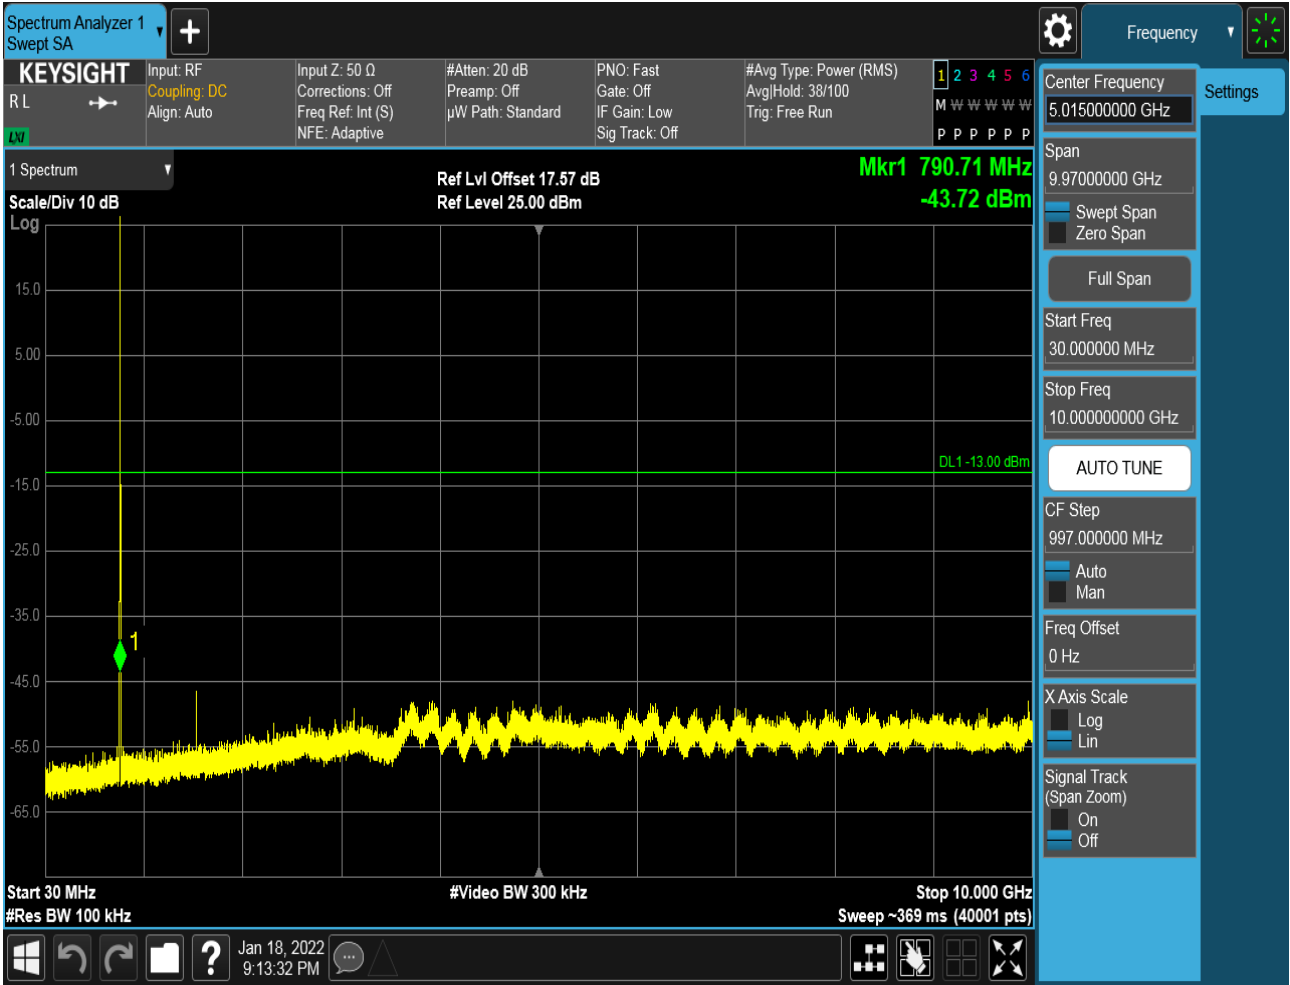 Spectrum Analyzer 1
Swept SA
Frequency
KEYSIGHT
R L
LXI
Input: RF
Coupling: DC
Align: Auto
Input Z: 50 Ω
Corrections: Off
Freq Ref: Int (S)
NFE: Adaptive
#Atten: 20 dB
Preamp: Off
µW Path: Standard
PNO: Fast
Gate: Off
IF Gain: Low
Sig Track: Off
#Avg Type: Power (RMS)
Avg|Hold: 38/100
Trig: Free Run
1 2 3 4 5 6
M W W W W W
P P P P P P
1 Spectrum
Scale/Div 10 dB
Log
Ref Lvl Offset 17.57 dB
Ref Level 25.00 dBm
Mkr1 790.71 MHz
-43.72 dBm
15.0
5.00
-5.00
-15.0
-25.0
-35.0
-45.0
-55.0
-65.0
DL1 -13.00 dBm
1
Start 30 MHz
#Res BW 100 kHz
#Video BW 300 kHz
Stop 10.000 GHz
Sweep ~369 ms (40001 pts)
Center Frequency
5.015000000 GHz
Settings
Span
9.97000000 GHz
Swept Span
Zero Span
Full Span
Start Freq
30.000000 MHz
Stop Freq
10.000000000 GHz
AUTO TUNE
CF Step
997.000000 MHz
Auto
Man
Freq Offset
0 Hz
X Axis Scale
Log
Lin
Signal Track
(Span Zoom)
On
Off
?
Jan 18, 2022
9:13:32 PM